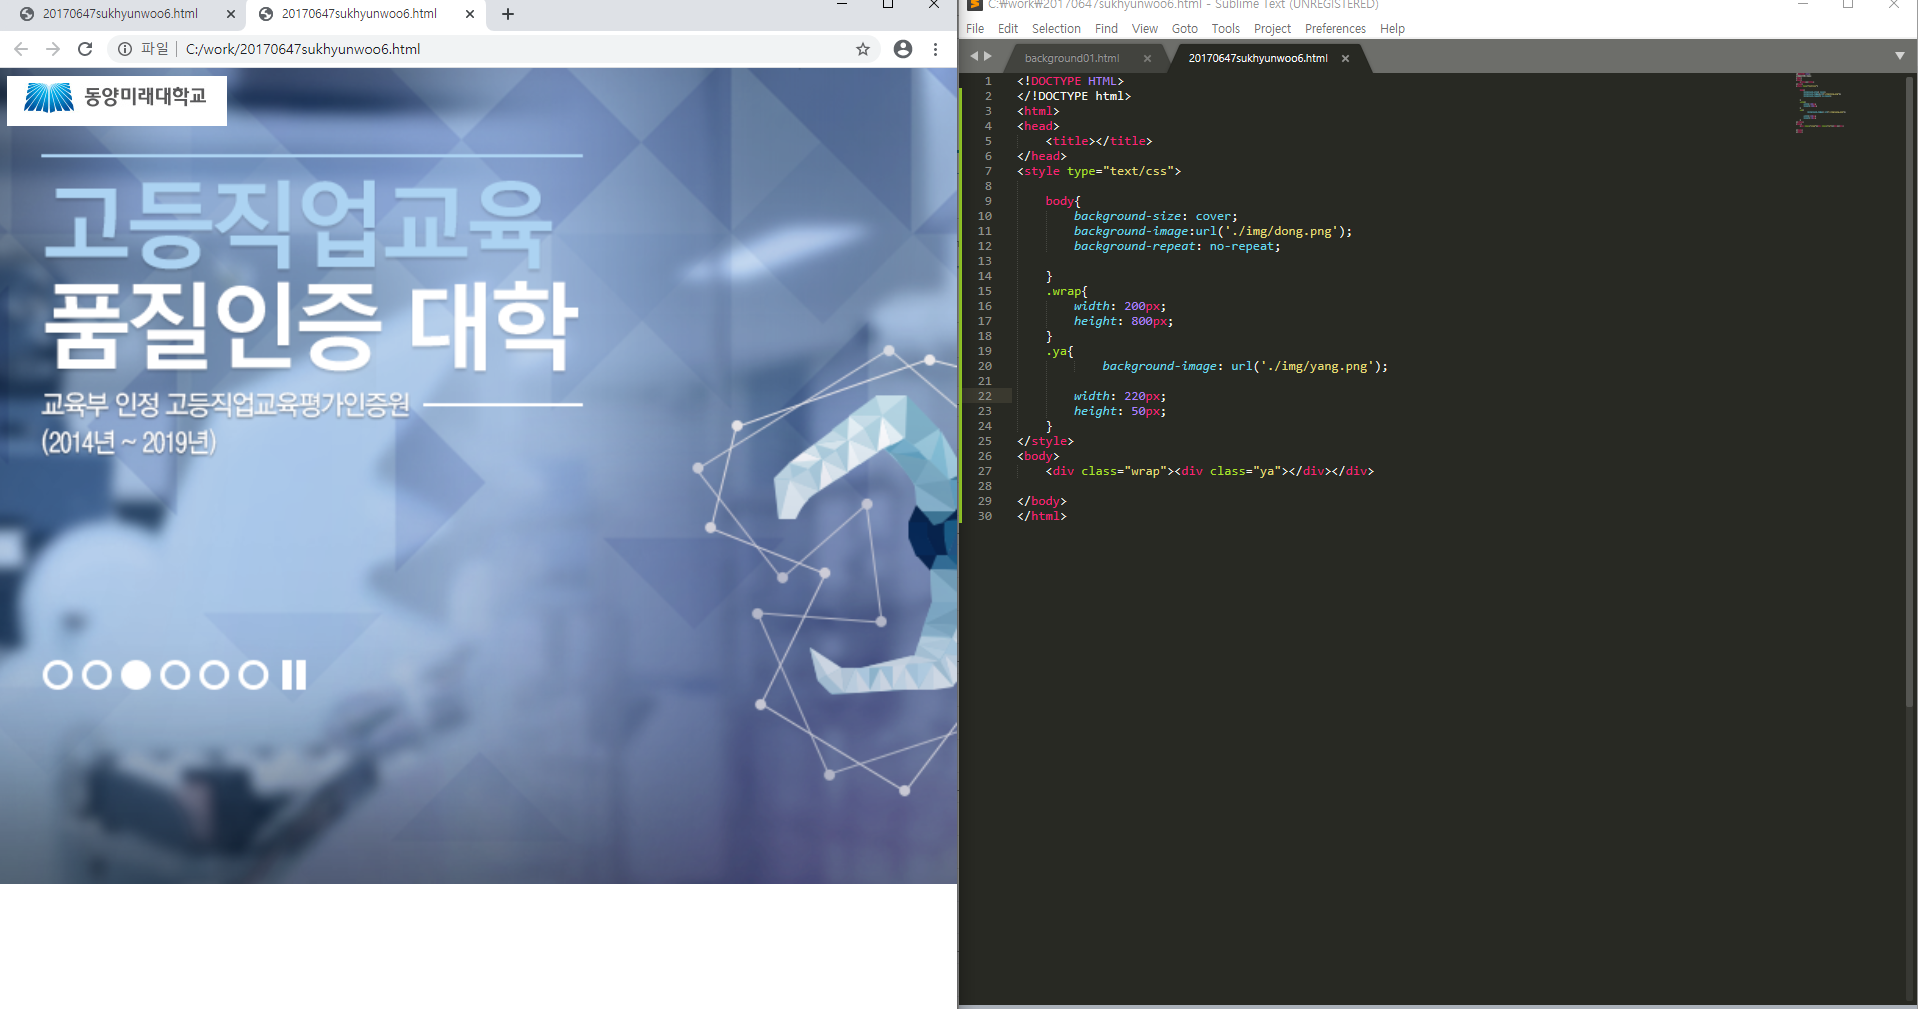 20170647sukhyunwoo6.html
20170647sukhyunwoo6.html
파일 C:/work/20170647sukhyunwoo6.html
동양미래대학교
고등직업교육
품질인증 대학
교육부 인정 고등직업교육평가인증원
(2014년 ~ 2019년)
C:₩work₩20170647sukhyunwoo6.html - Sublime Text (UNREGISTERED)
File Edit Selection Find View Goto Tools Project Preferences Help
background01.html 20170647sukhyunwoo6.html
1 <!DOCTYPE HTML>
2 </!DOCTYPE html>
3 <html>
4 <head>
5 <title></title>
6 </head>
7 <style type="text/css">
8
9 body{
10 background-size: cover;
11 background-image:url('./img/dong.png');
12 background-repeat: no-repeat;
13
14 }
15 .wrap{
16 width: 200px;
17 height: 800px;
18 }
19 .ya{
20 background-image: url('./img/yang.png');
21
22 width: 220px;
23 height: 50px;
24 }
25 </style>
26 <body>
27 <div class="wrap"><div class="ya"></div></div>
28
29 </body>
30 </html>